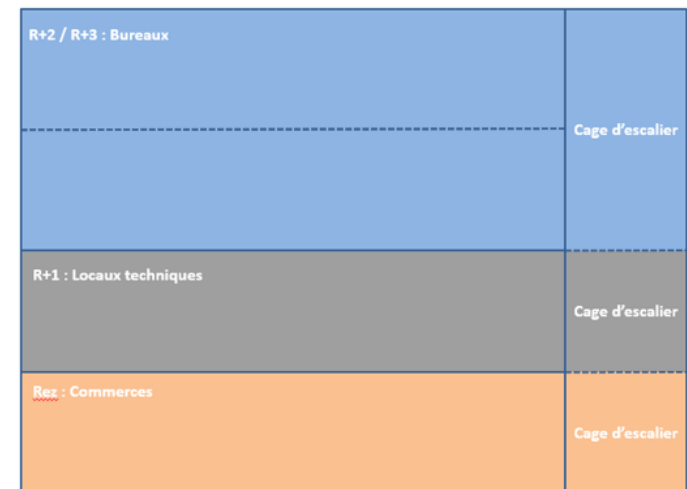 R+2 / R+3 : Bureaux
Cage d'escalier
R+1 : Locaux techniques
Cage d'escalier
Rez : Commerces
Cage d'escalier